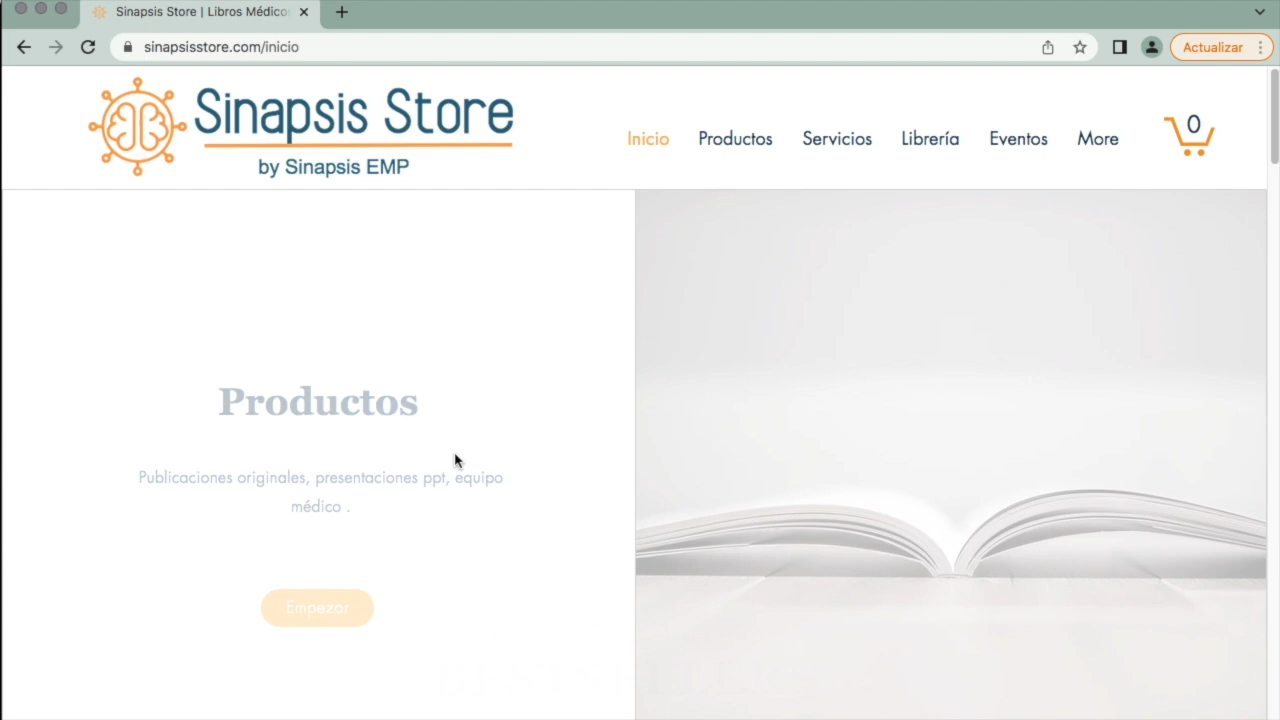 Sinapsis Store | Libros Médicos
sinapsisstore.com/inicio
Actualizar
Sinapsis Store
by Sinapsis EMP
Inicio
Productos
Servicios
Librería
Eventos
More
0
Productos
Publicaciones originales, presentaciones ppt, equipo
médico .
Empezar